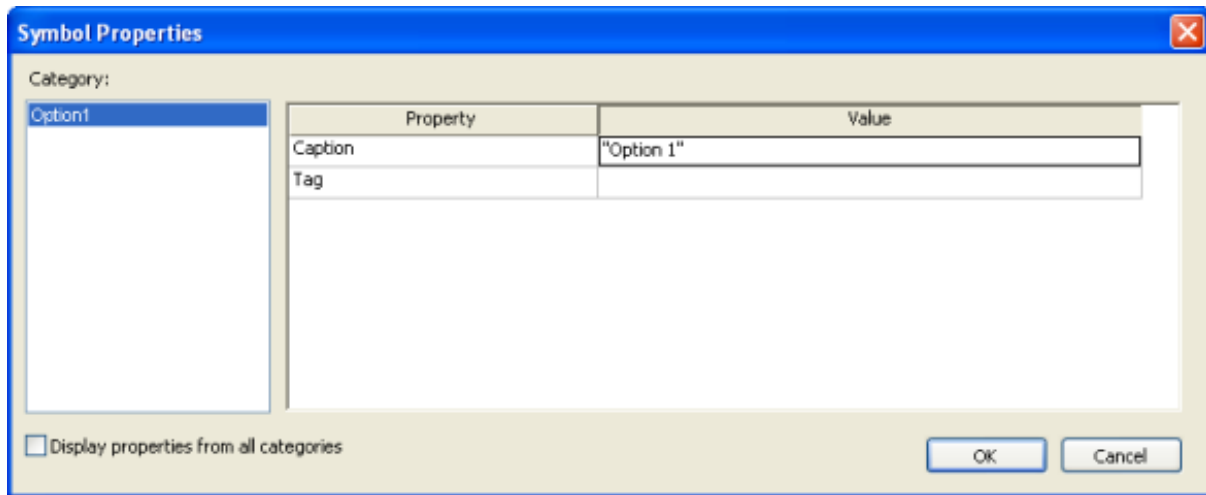 Symbol Properties
Category:
Option1
Property Value
Caption "Option 1"
Tag
Display properties from all categories
OK Cancel